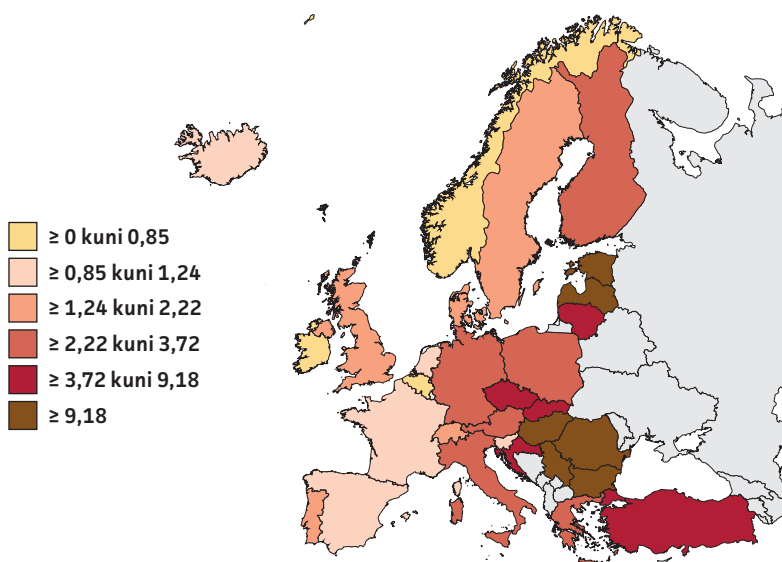 ≥ 0 kuni 0,85
≥ 0,85 kuni 1,24
≥ 1,24 kuni 2,22
≥ 2,22 kuni 3,72
≥ 3,72 kuni 9,18
≥ 9,18